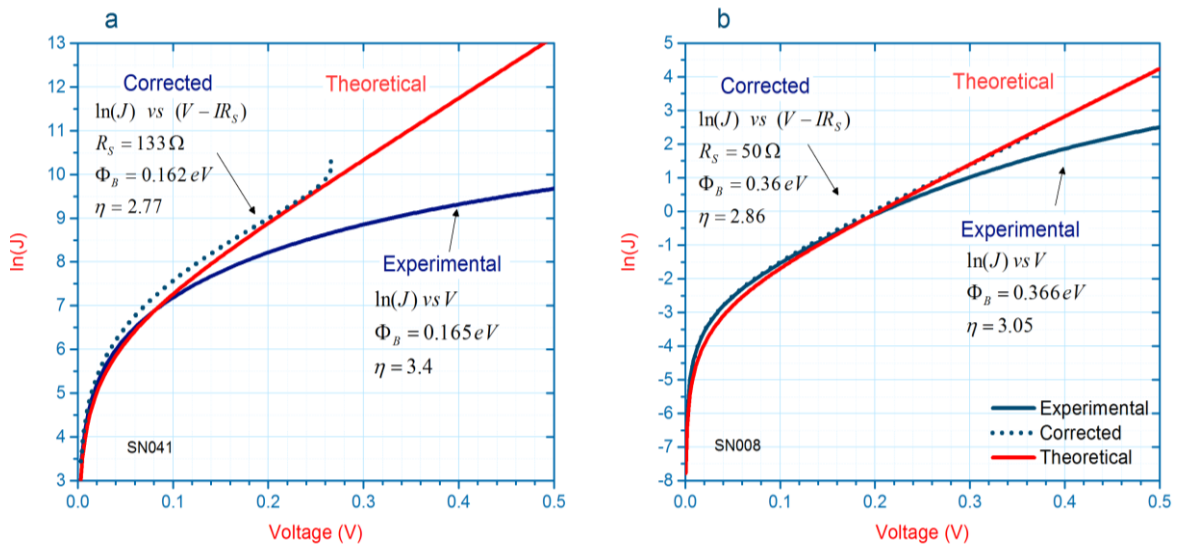 a
13
12
11
10
9
8
7
6
5
4
3
ln(J)
Corrected
ln(J) vs (V – IR_S)
R_S = 133 Ω
Φ_B = 0.162 eV
η = 2.77
Theoretical
Experimental
ln(J) vs V
Φ_B = 0.165 eV
η = 3.4
SN041
0.0 0.1 0.2 0.3 0.4 0.5
Voltage (V)
b
5
4
3
2
1
0
-1
-2
-3
-4
-5
-6
-7
-8
ln(J)
Corrected
ln(J) vs (V – IR_S)
R_S = 50 Ω
Φ_B = 0.36 eV
η = 2.86
Theoretical
Experimental
ln(J) vs V
Φ_B = 0.366 eV
η = 3.05
SN008
Experimental
Corrected
Theoretical
0.0 0.1 0.2 0.3 0.4 0.5
Voltage (V)